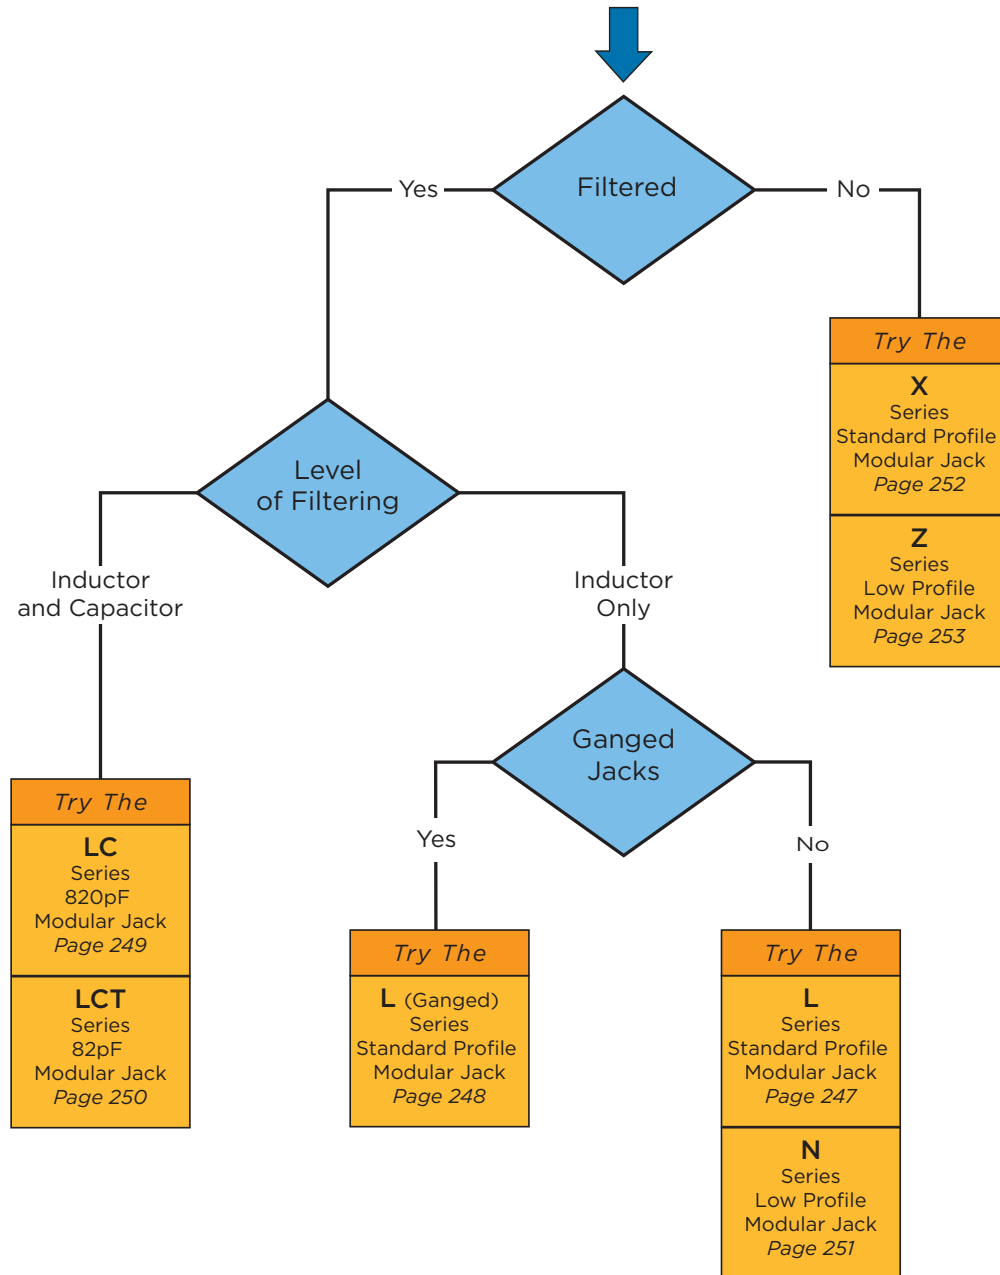 Filtered
Yes
No
Try The
X
Series
Standard Profile
Modular Jack
Page 252
Z
Series
Low Profile
Modular Jack
Page 253
Level
of Filtering
Inductor
and Capacitor
Inductor
Only
Ganged
Jacks
Yes
No
Try The
LC
Series
820pF
Modular Jack
Page 249
LCT
Series
82pF
Modular Jack
Page 250
Try The
L (Ganged)
Series
Standard Profile
Modular Jack
Page 248
Try The
L
Series
Standard Profile
Modular Jack
Page 247
N
Series
Low Profile
Modular Jack
Page 251